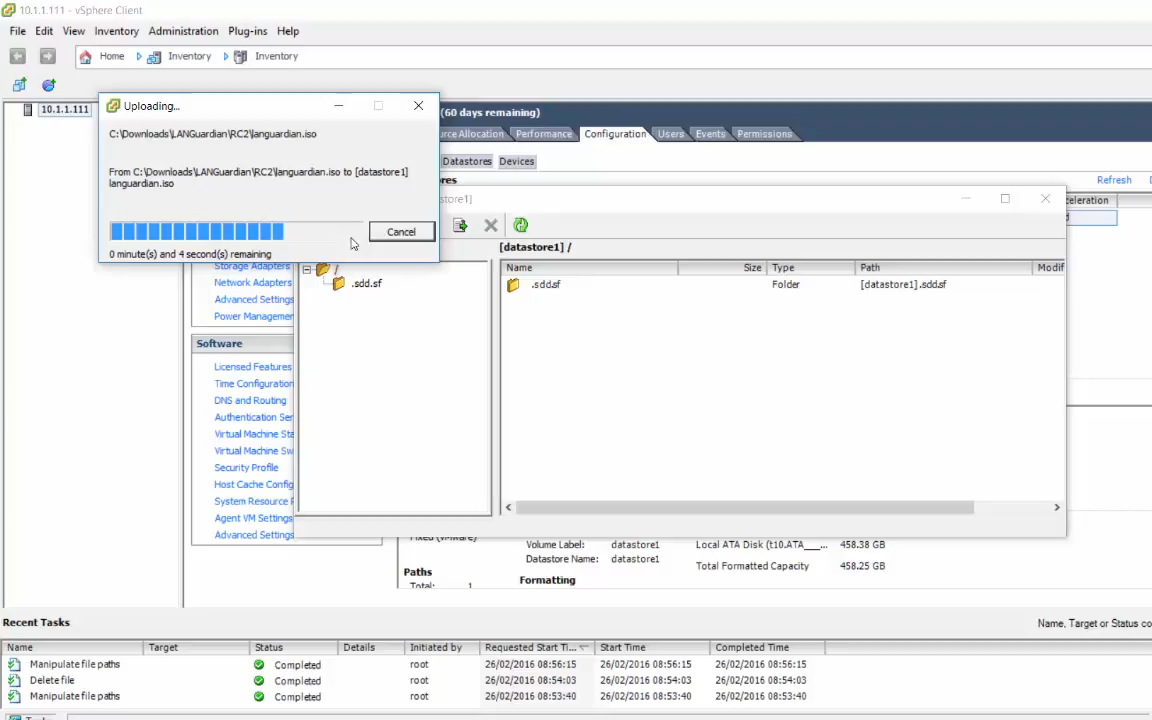 10.1.1.111 - vSphere Client
File Edit View Inventory Administration Plug-ins Help
Home Inventory Inventory
10.1.1.111
Uploading...
C:\Downloads\LANGuardian\RC2\languardian.iso
From C:\Downloads\LANGuardian\RC2\languardian.iso to [datastore1]
languardian.iso
Cancel
0 minute(s) and 4 second(s) remaining
(60 days remaining)
Performance Configuration Users Events Permissions
Datastores Devices
Refresh
[datastore1] /
Name Size Type Path Modif
.sdd.sf Folder [datastore1] .sdd.sf
/
.sdd.sf
Storage Adapters
Network Adapters
Advanced Settings
Power Managemer
Software
Licensed Features
Time Configuration
DNS and Routing
Authentication Ser
Virtual Machine Sta
Virtual Machine Sw
Security Profile
Host Cache Config
System Resource
Agent VM Settings
Advanced Settings
Volume Label: datastore1
Datastore Name: datastore1
Local ATA Disk (t10.ATA___... 458.38 GB
Total Formatted Capacity 458.25 GB
Paths
Total: 1
Formatting
Recent Tasks
Name, Target or Status co
Name Target Status Details Initiated by Requested Start Ti... Start Time Completed Time
Manipulate file paths Completed root 26/02/2016 08:56:15 26/02/2016 08:56:15 26/02/2016 08:56:15
Delete file Completed root 26/02/2016 08:54:03 26/02/2016 08:54:03 26/02/2016 08:54:03
Manipulate file paths Completed root 26/02/2016 08:53:40 26/02/2016 08:53:40 26/02/2016 08:53:40